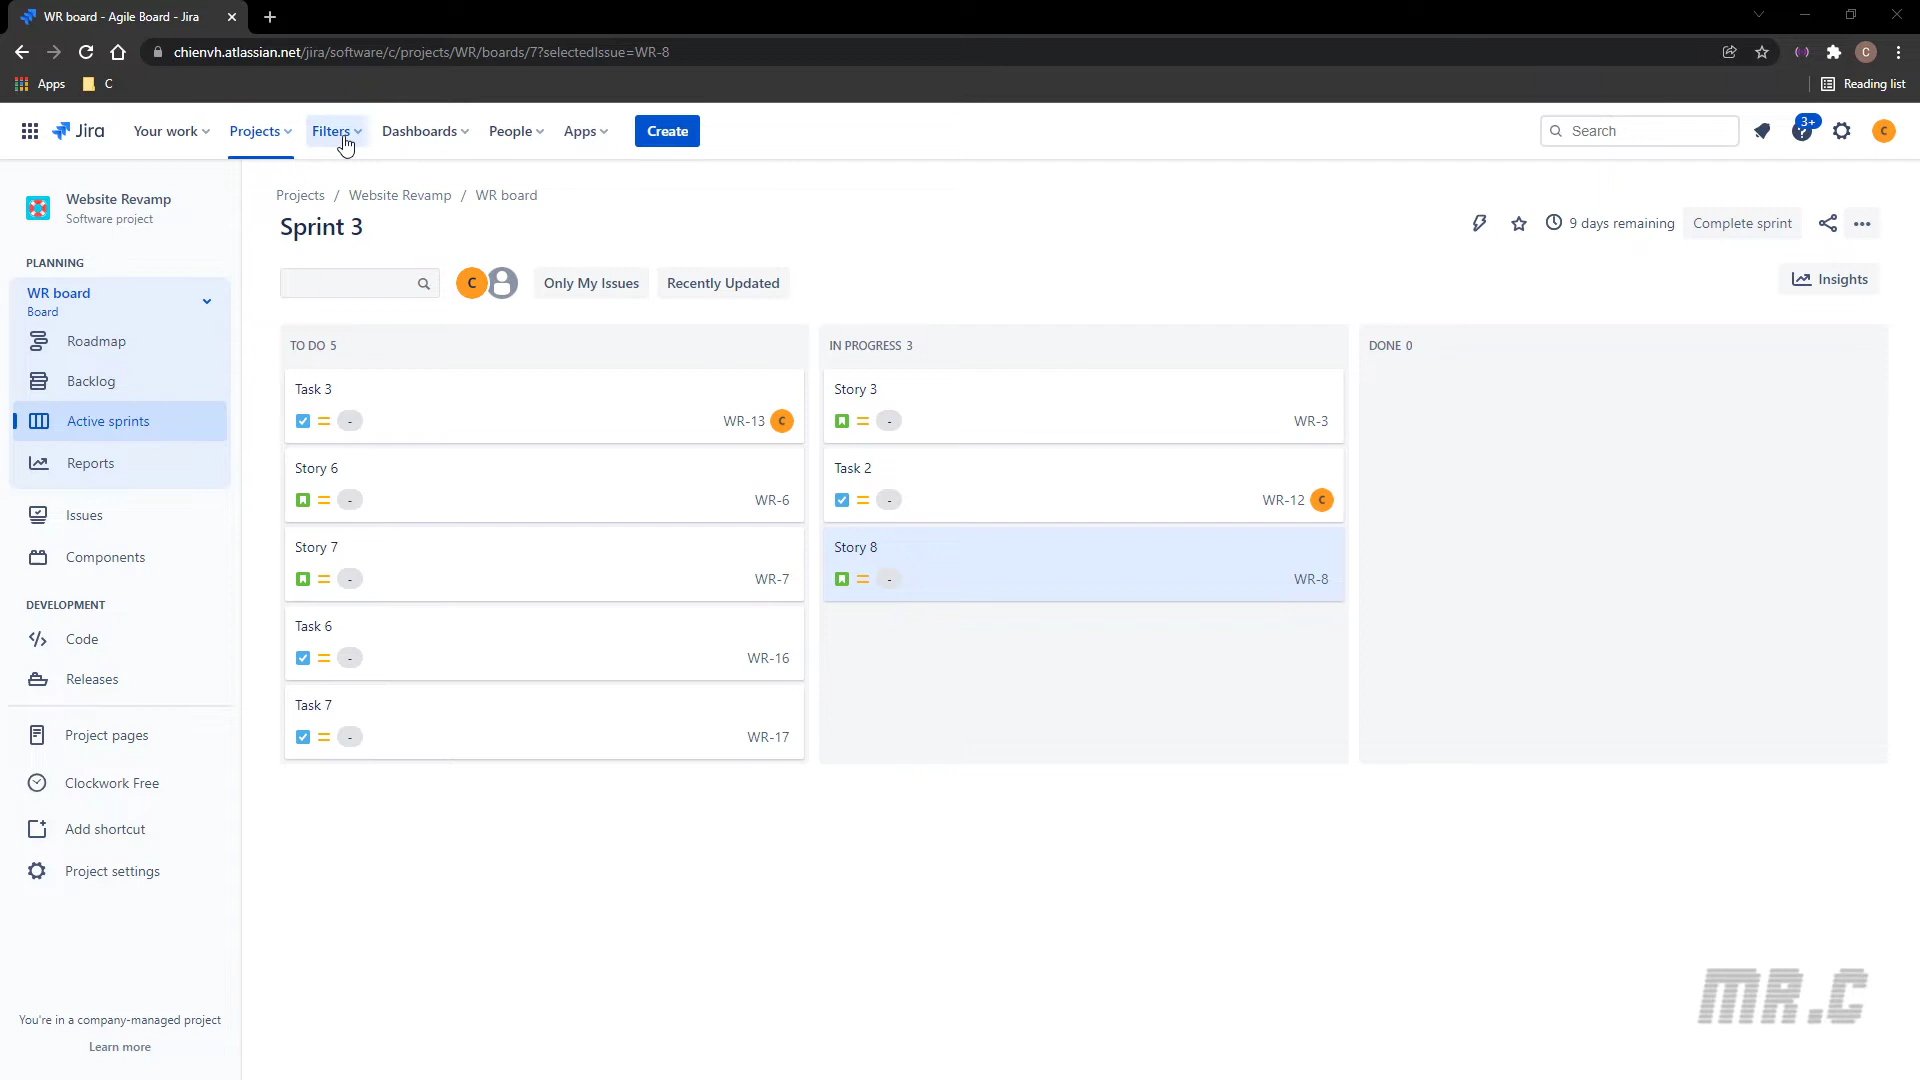 WR board - Agile Board - Jira
chienvh.atlassian.net/jira/software/c/projects/WR/boards/7?selectedIssue=WR-8
C
Apps
C
Reading list
Jira
Your work
Projects
Filters
Dashboards
People
Apps
Create
Search
3+
C
Website Revamp
Software project
PLANNING
WR board
Board
Roadmap
Backlog
Active sprints
Reports
Issues
Components
DEVELOPMENT
Code
Releases
Project pages
Clockwork Free
Add shortcut
Project settings
You're in a company-managed project
Learn more
Projects / Website Revamp / WR board
Sprint 3
9 days remaining
Complete sprint
C
Only My Issues
Recently Updated
Insights
TO DO 5
Task 3
- WR-13 C
Story 6
- WR-6
Story 7
- WR-7
Task 6
- WR-16
Task 7
- WR-17
IN PROGRESS 3
Story 3
- WR-3
Task 2
- WR-12 C
Story 8
- WR-8
DONE 0
MR.C